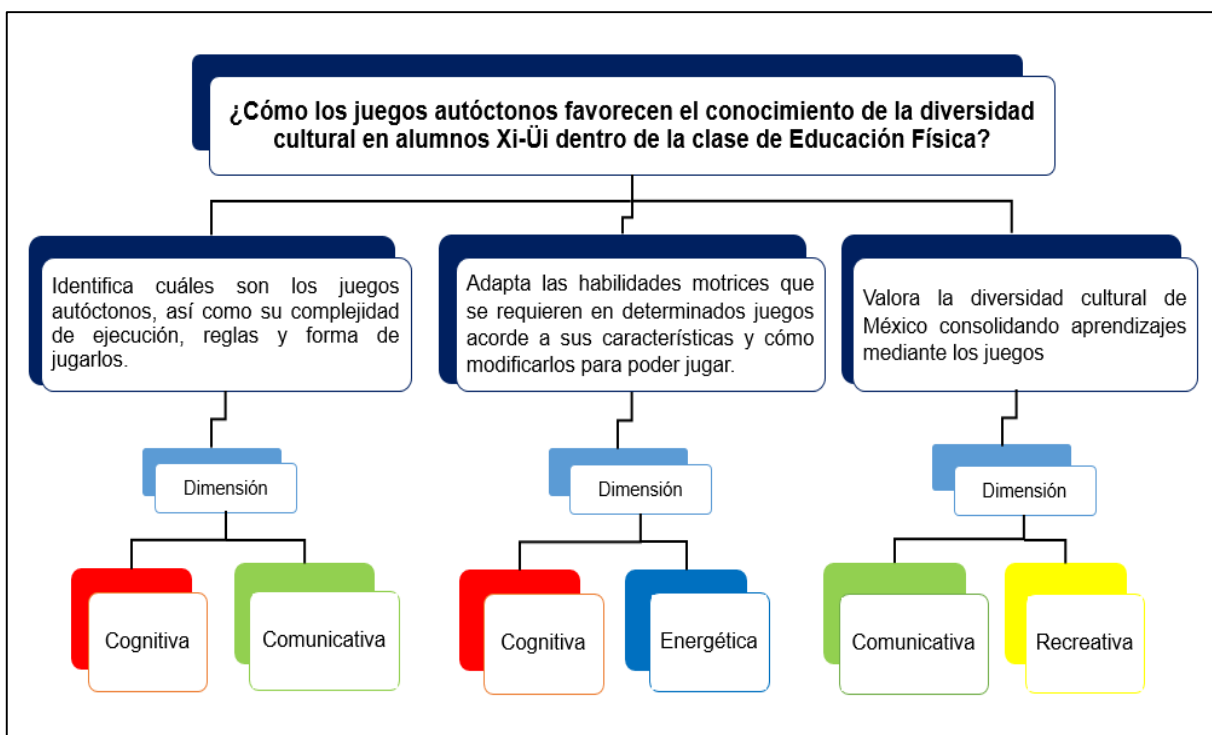 ¿Cómo los juegos autóctonos favorecen el conocimiento de la diversidad
cultural en alumnos Xi-Üi dentro de la clase de Educación Física?
Identifica cuáles son los juegos
autóctonos, así como su complejidad
de ejecución, reglas y forma de
jugarlos.
Adapta las habilidades motrices que
se requieren en determinados juegos
acorde a sus características y cómo
modificarlos para poder jugar.
Valora la diversidad cultural de
México consolidando aprendizajes
mediante los juegos
Dimensión
Dimensión
Dimensión
Cognitiva
Comunicativa
Cognitiva
Energética
Comunicativa
Recreativa